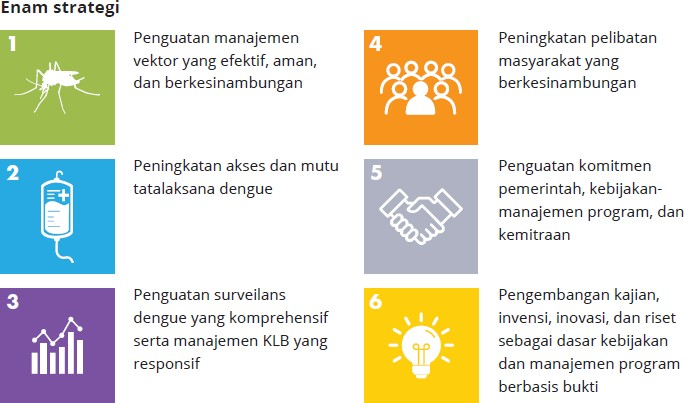 Enam strategi
1
Penguatan manajemen
vektor yang efektif, aman,
dan berkesinambungan
2
Peningkatan akses dan mutu
tatalaksana dengue
3
Penguatan surveilans
dengue yang komprehensif
serta manajemen KLB yang
responsif
4
Peningkatan pelibatan
masyarakat yang
berkesinambungan
5
Penguatan komitmen
pemerintah, kebijakan-
manajemen program, dan
kemitraan
6
Pengembangan kajian,
invensi, inovasi, dan riset
sebagai dasar kebijakan
dan manajemen program
berbasis bukti